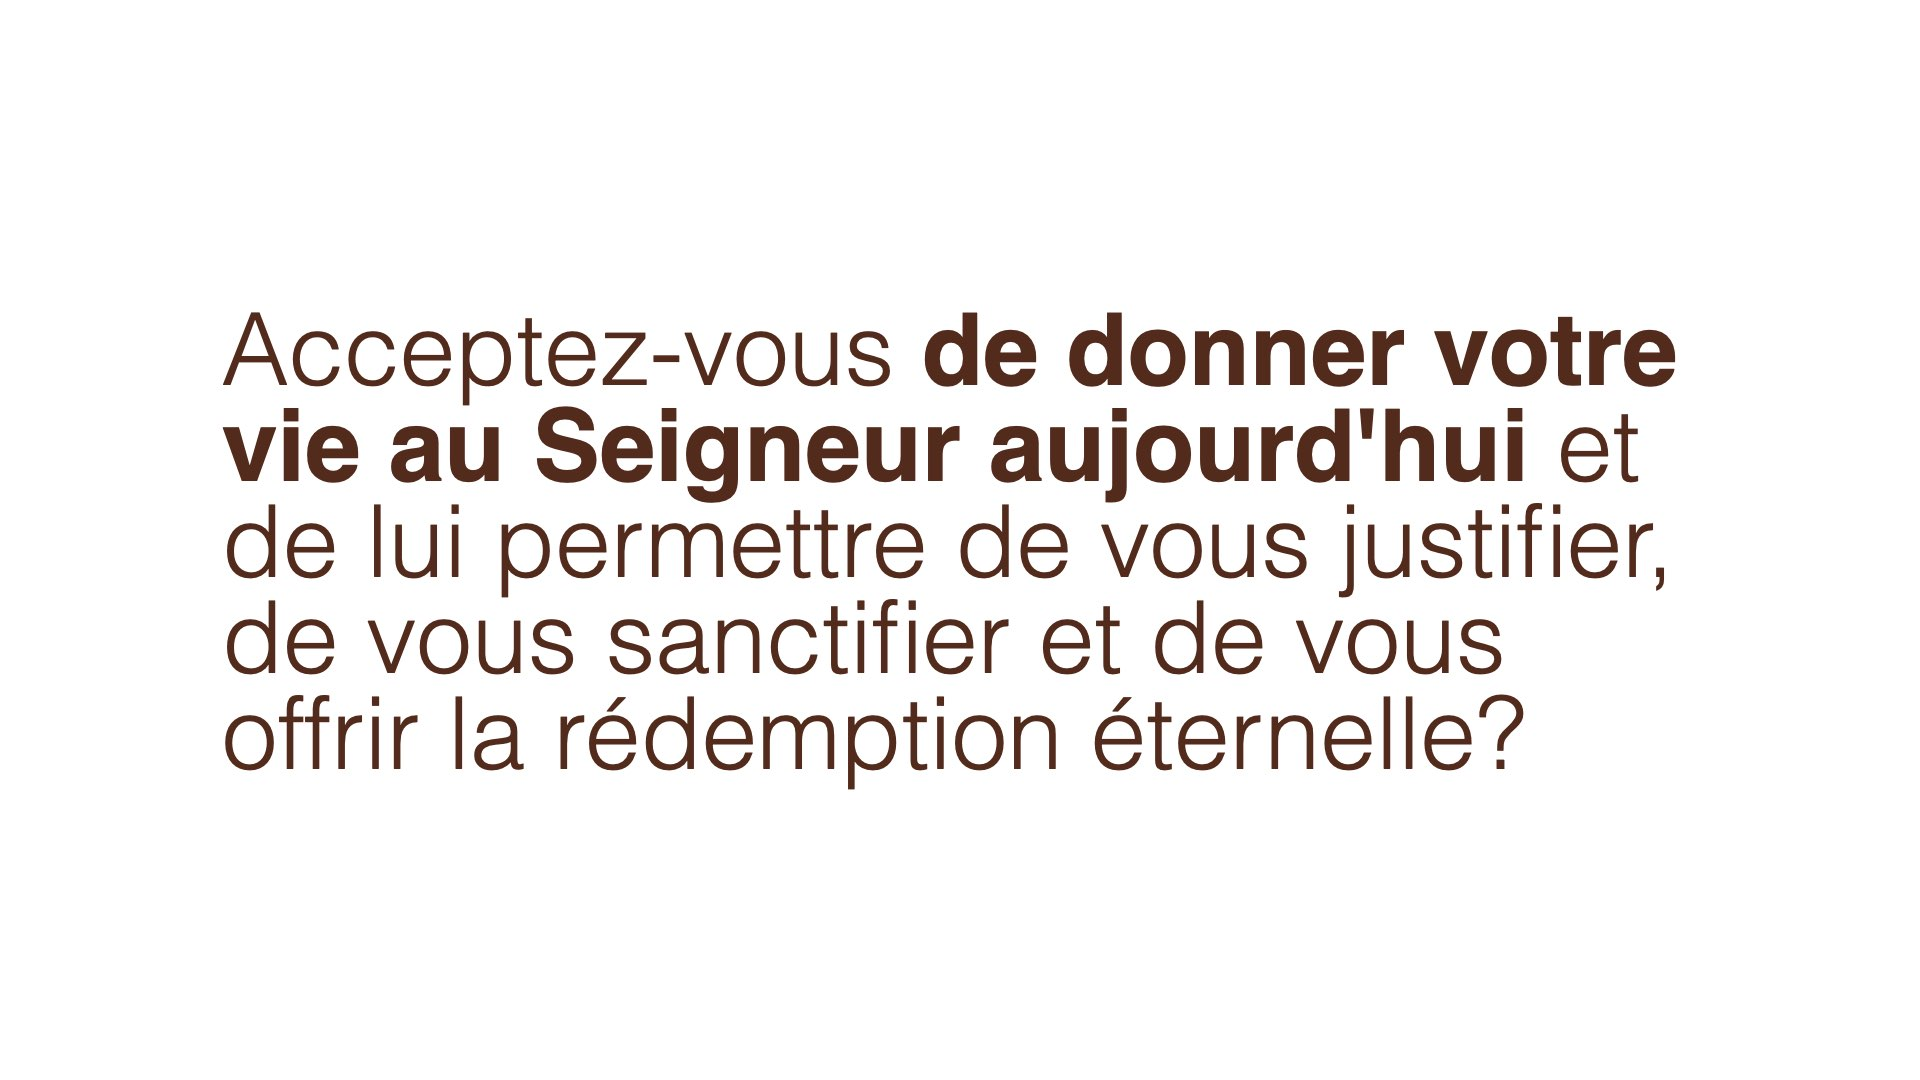 Acceptez-vous de donner votre
vie au Seigneur aujourd'hui et
de lui permettre de vous justifier,
de vous sanctifier et de vous
offrir la rédemption éternelle?